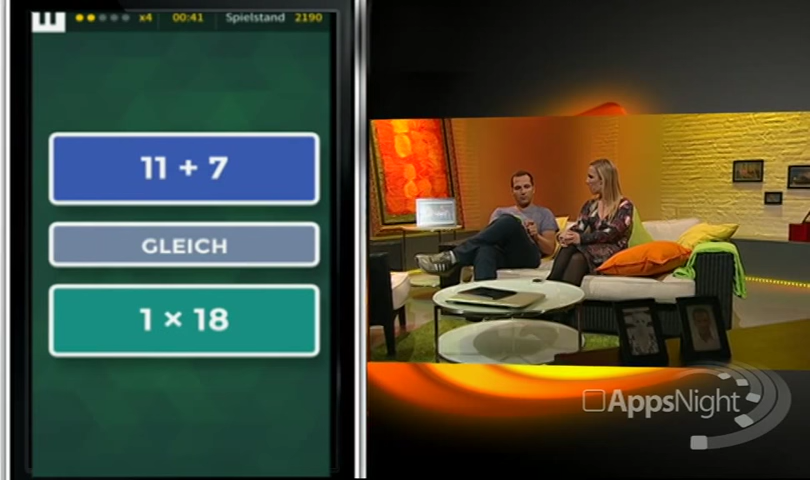 x4 00:41 Spielstand 2190
11 + 7
GLEICH
1 × 18
AppsNight